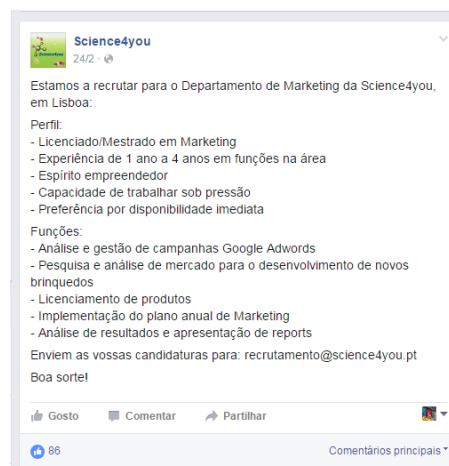 Science4you
24/2
Estamos a recrutar para o Departamento de Marketing da Science4you,
em Lisboa:
Perfil:
- Licenciado/Mestrado em Marketing
- Experiência de 1 ano a 4 anos em funções na área
- Espírito empreendedor
- Capacidade de trabalhar sob pressão
- Preferência por disponibilidade imediata
Funções:
- Análise e gestão de campanhas Google Adwords
- Pesquisa e análise de mercado para o desenvolvimento de novos
brinquedos
- Licenciamento de produtos
- Implementação do plano anual de Marketing
- Análise de resultados e apresentação de reports
Enviem as vossas candidaturas para: recrutamento@science4you.pt
Boa sorte!
Gosto Comentar Partilhar
86 Comentários principais